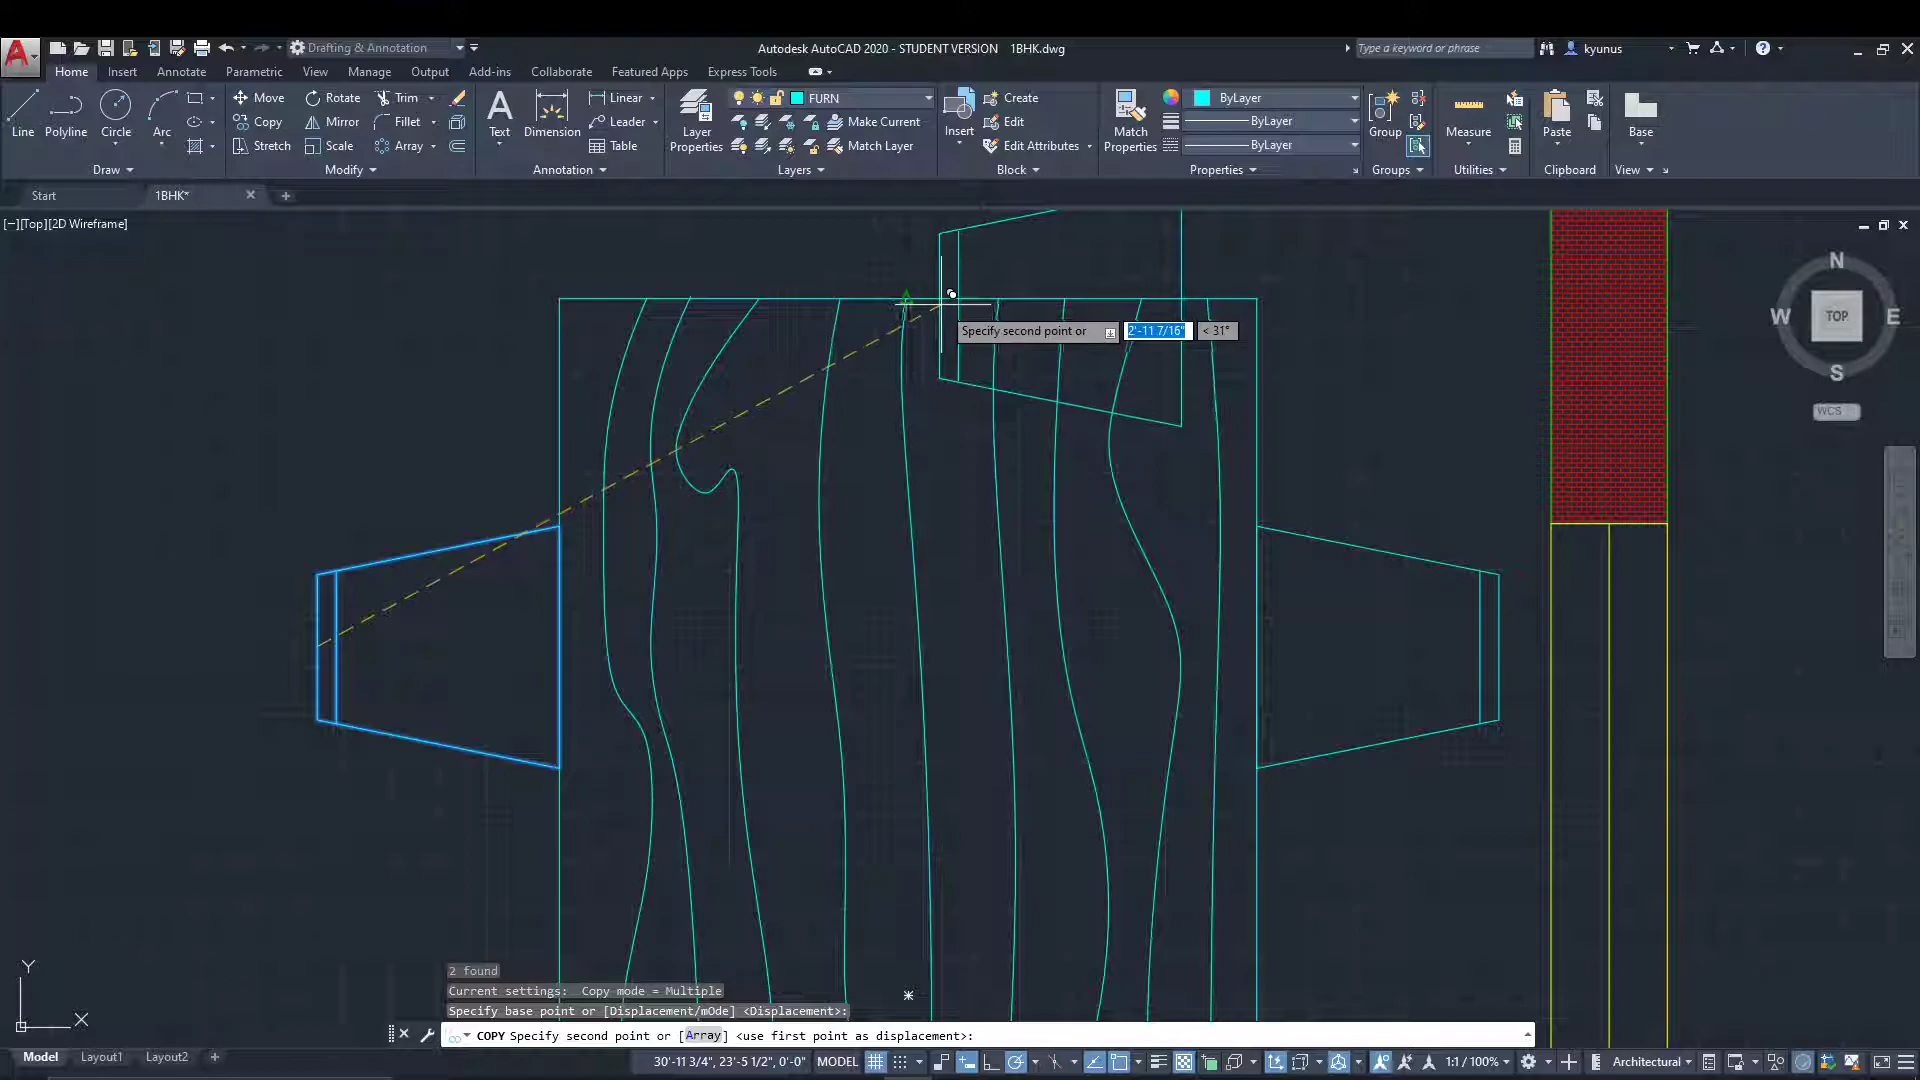 Drafting & Annotation
Autodesk AutoCAD 2020 - STUDENT VERSION 1BHK.dwg
Type a keyword or phrase
kyunus
Home Insert Annotate Parametric View Manage Output Add-ins Collaborate Featured Apps Express Tools
Line Polyline Circle Arc
Move Rotate Trim
Copy Mirror Fillet
Stretch Scale Array
Text Dimension
Linear
Leader
Table
Layer Properties
FURN
Make Current
Match Layer
Insert
Create
Edit
Edit Attributes
Match Properties
ByLayer
ByLayer
ByLayer
Group
Measure
Paste
Base
Draw Modify Annotation Layers Block Properties Groups Utilities Clipboard View
Start 1BHK*
[−][Top][2D Wireframe]
N
W TOP E
S
WCS
Specify second point or 2'-11 7/16" < 31°
2 found
Current settings: Copy mode = Multiple
Specify base point or [Displacement/mOde] <Displacement>:
COPY Specify second point or [Array] <use first point as displacement>:
Y
X
Model Layout1 Layout2
30'-11 3/4", 23'-5 1/2", 0'-0" MODEL 1:1 / 100% Architectural